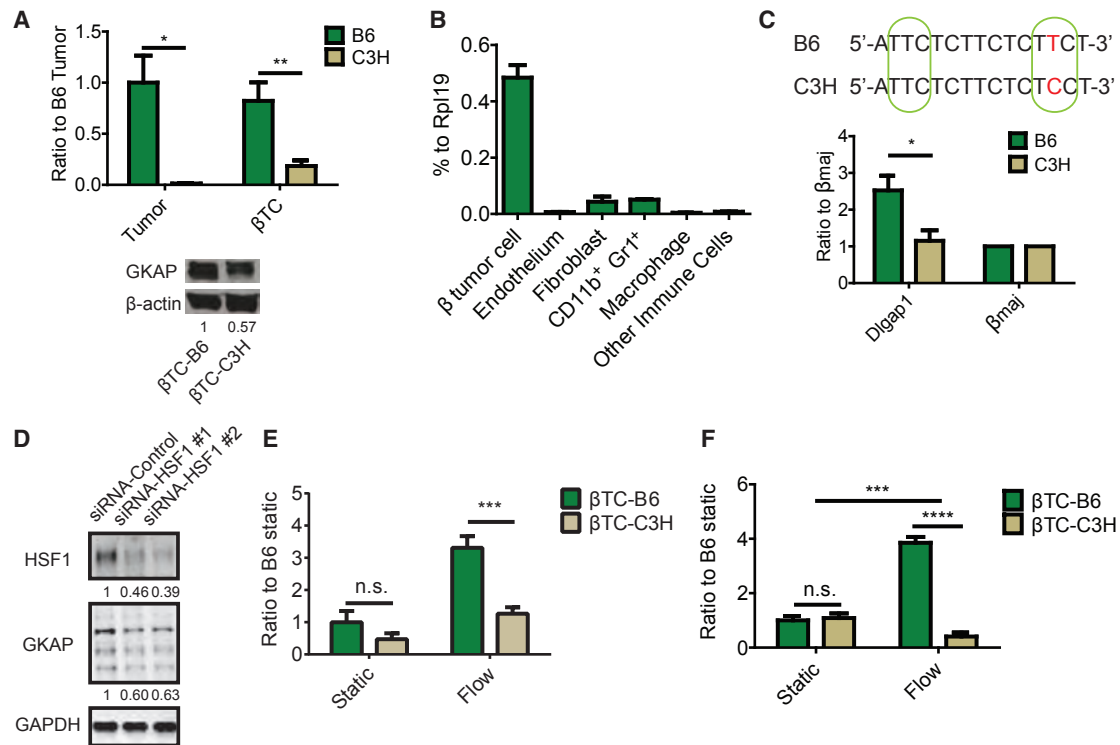 A
Ratio to B6 Tumor
1.5
1.0
0.5
0.0
*
**
B6
C3H
Tumor
βTC
GKAP
β-actin
1 0.57
βTC-B6
βTC-C3H
B
% to Rpl19
0.6
0.4
0.2
0.0
β tumor cell
Endothelium
Fibroblast
CD11b⁺ Gr1⁺
Macrophage
Other Immune Cells
C
B6 5'-ATTCTCTTCTCTTCT-3'
C3H 5'-ATTCTCTTCTCTCCT-3'
Ratio to βmaj
4
3
2
1
0
*
B6
C3H
Dlgap1
βmaj
D
siRNA-Control
siRNA-HSF1 #1
siRNA-HSF1 #2
HSF1
1 0.46 0.39
GKAP
1 0.60 0.63
GAPDH
E
Ratio to B6 static
5
4
3
2
1
0
n.s.
***
βTC-B6
βTC-C3H
Static
Flow
F
Ratio to B6 static
6
4
2
0
n.s.
***
****
βTC-B6
βTC-C3H
Static
Flow